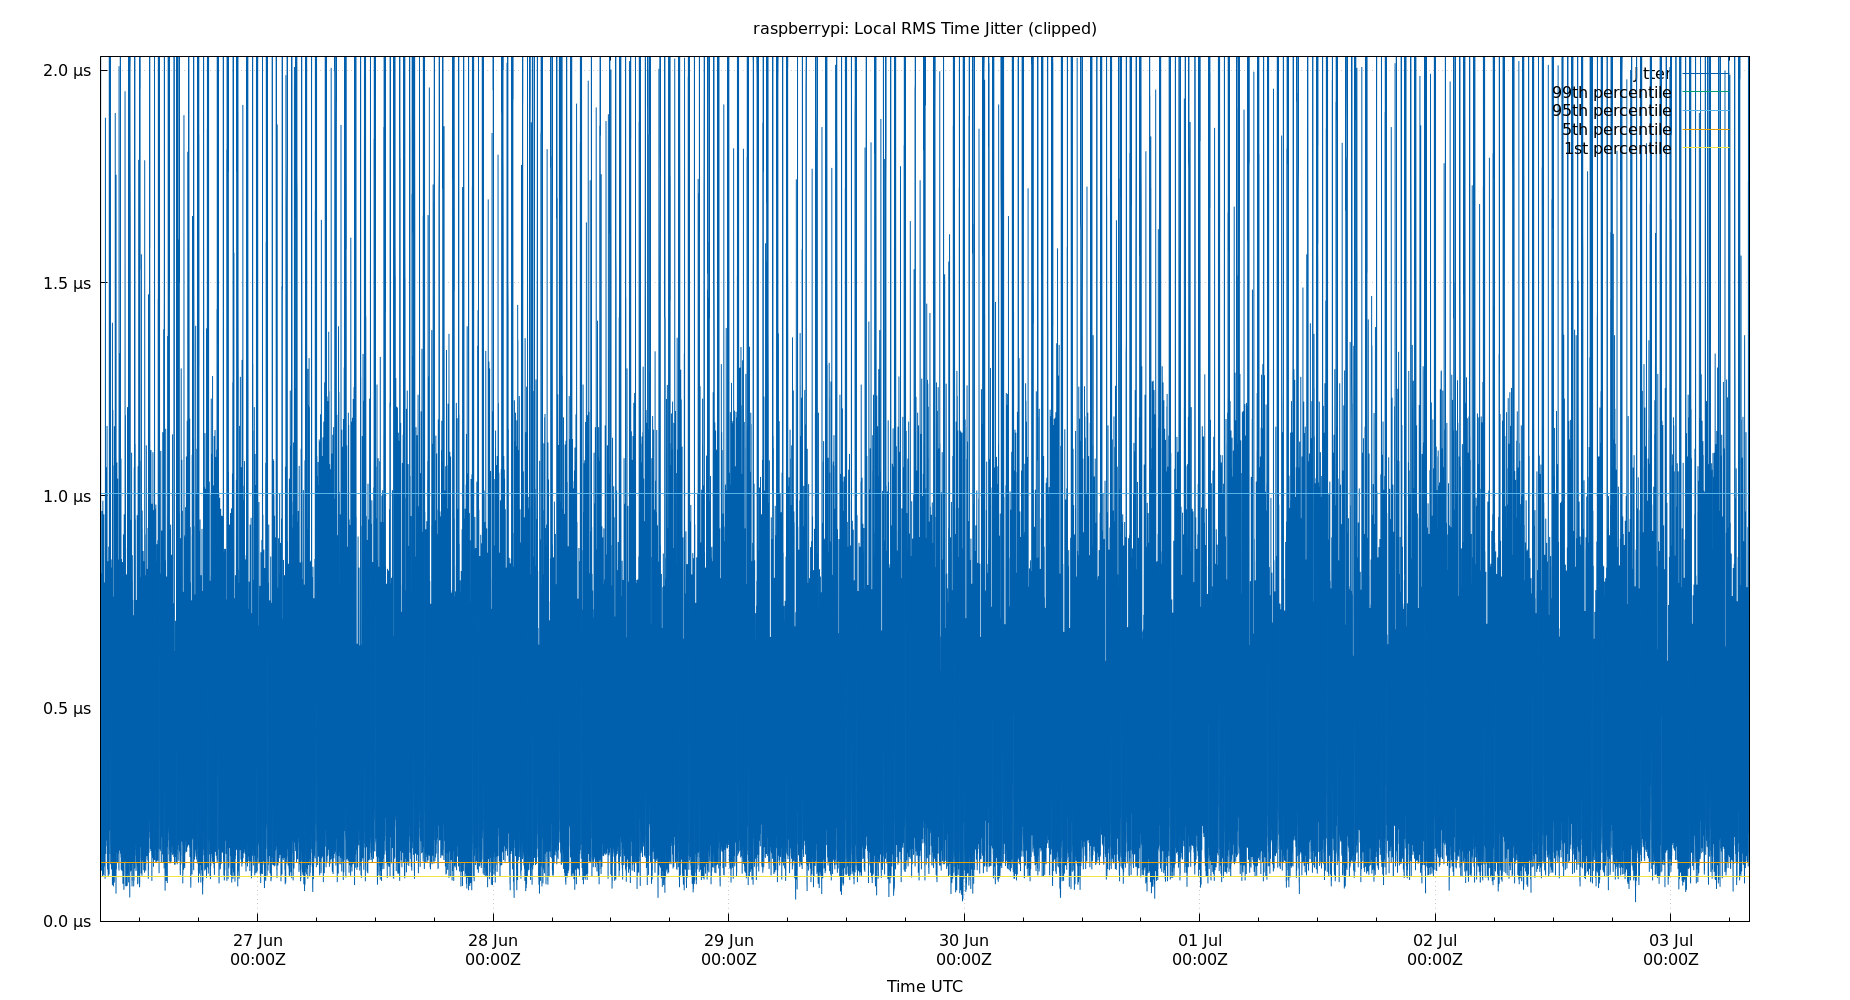 raspberrypi: Local RMS Time Jitter (clipped)
2.0 µs
1.5 µs
1.0 µs
0.5 µs
0.0 µs
Jitter
99th percentile
95th percentile
5th percentile
1st percentile
27 Jun
00:00Z
28 Jun
00:00Z
29 Jun
00:00Z
30 Jun
00:00Z
01 Jul
00:00Z
02 Jul
00:00Z
03 Jul
00:00Z
Time UTC